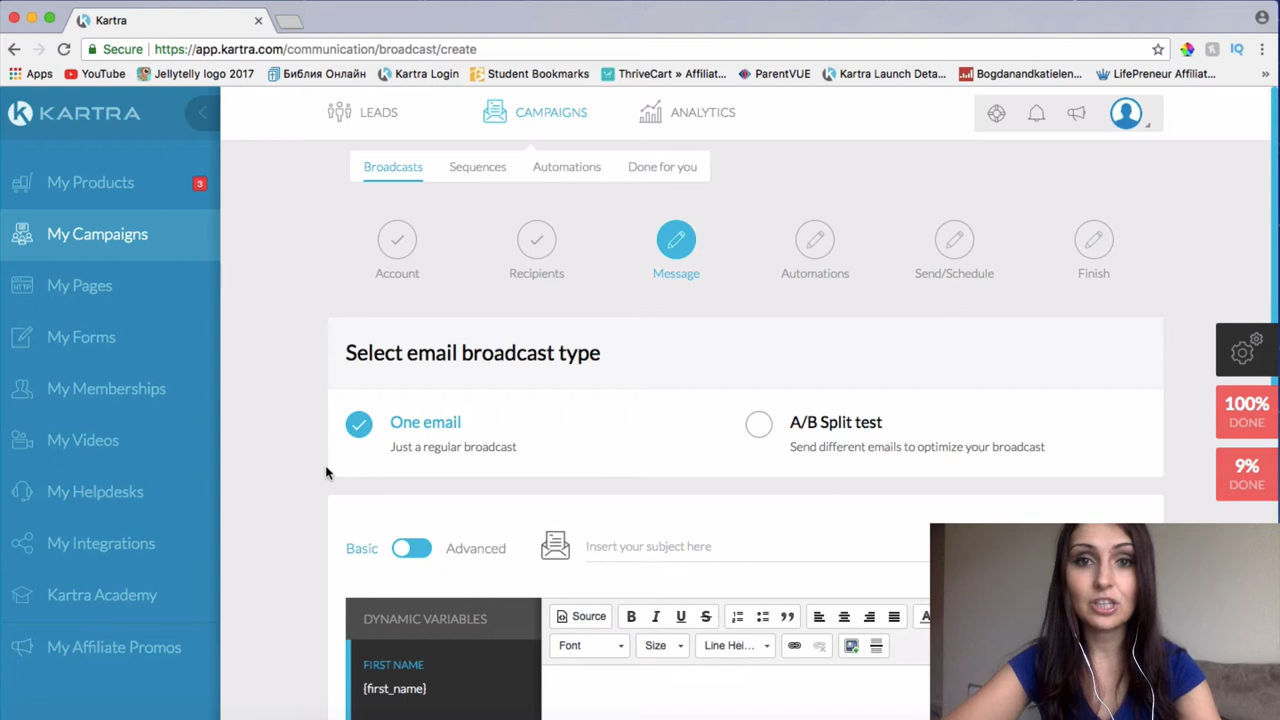 Kartra
Secure
https://app.kartra.com/communication/broadcast/create
IQ
Apps
YouTube
Jellytelly logo 2017
Библия Онлайн
Kartra Login
Student Bookmarks
ThriveCart » Affiliat...
ParentVUE
Kartra Launch Deta...
Bogdanandkatielen...
LifePreneur Affiliat...
»
KARTRA
LEADS
CAMPAIGNS
ANALYTICS
Broadcasts
Sequences
Automations
Done for you
My Products
3
My Campaigns
My Pages
My Forms
My Memberships
My Videos
My Helpdesks
My Integrations
Kartra Academy
My Affiliate Promos
Account
Recipients
Message
Automations
Send/Schedule
Finish
Select email broadcast type
One email
Just a regular broadcast
A/B Split test
Send different emails to optimize your broadcast
100%
DONE
9%
DONE
Basic
Advanced
Insert your subject here
DYNAMIC VARIABLES
FIRST NAME
{first_name}
Source
B I U S
A
Font
Size
Line Hei...
HTTP